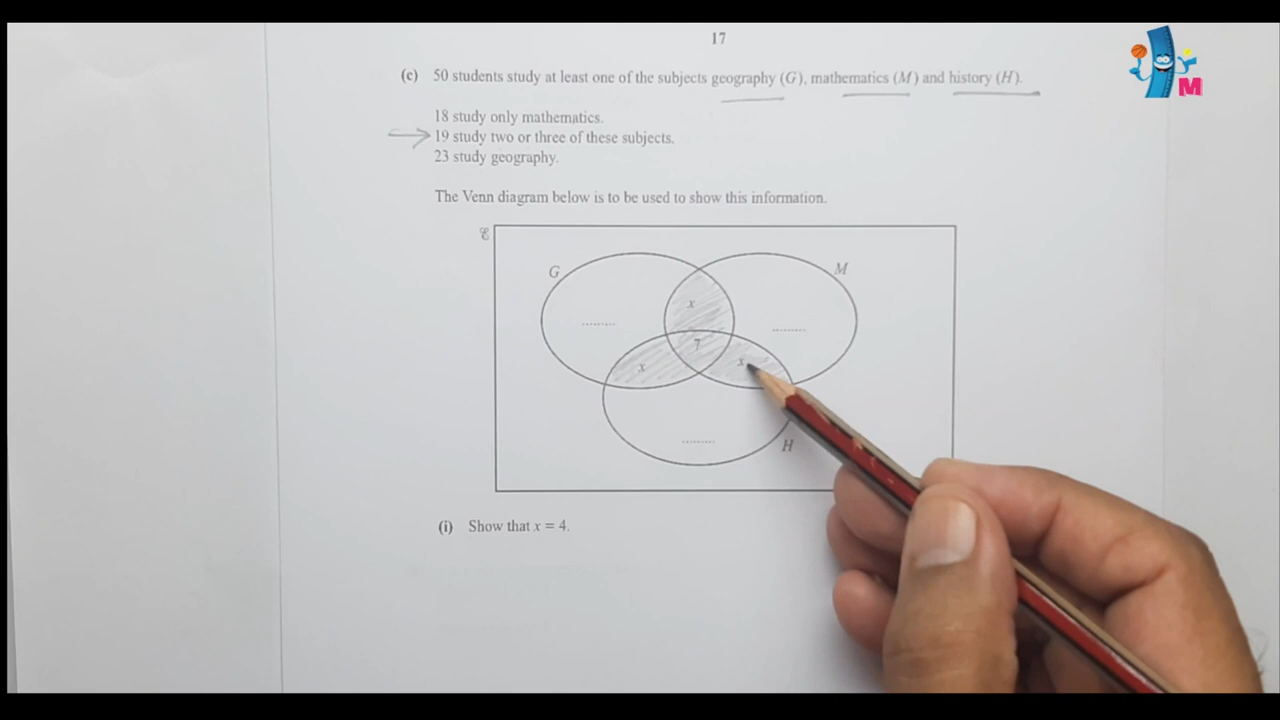 17
(c) 50 students study at least one of the subjects geography (G), mathematics (M) and history (H).
18 study only mathematics.
19 study two or three of these subjects.
23 study geography.
The Venn diagram below is to be used to show this information.
ℰ
G
M
x
..........
..........
7
x
x
..........
H
(i) Show that x = 4.
M